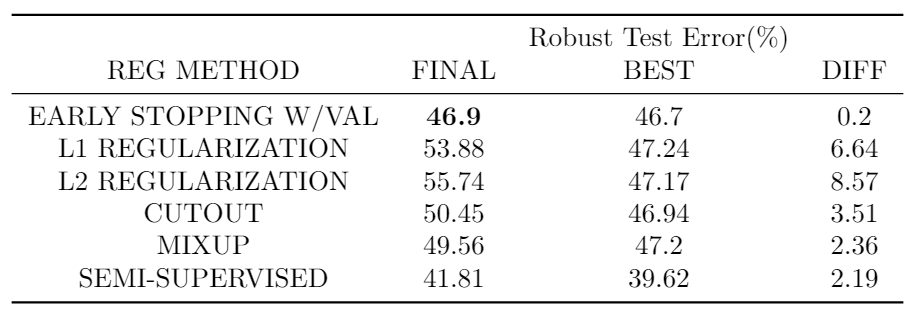 Robust Test Error(%)
REG METHOD FINAL BEST DIFF
EARLY STOPPING W/VAL 46.9 46.7 0.2
L1 REGULARIZATION 53.88 47.24 6.64
L2 REGULARIZATION 55.74 47.17 8.57
CUTOUT 50.45 46.94 3.51
MIXUP 49.56 47.2 2.36
SEMI-SUPERVISED 41.81 39.62 2.19